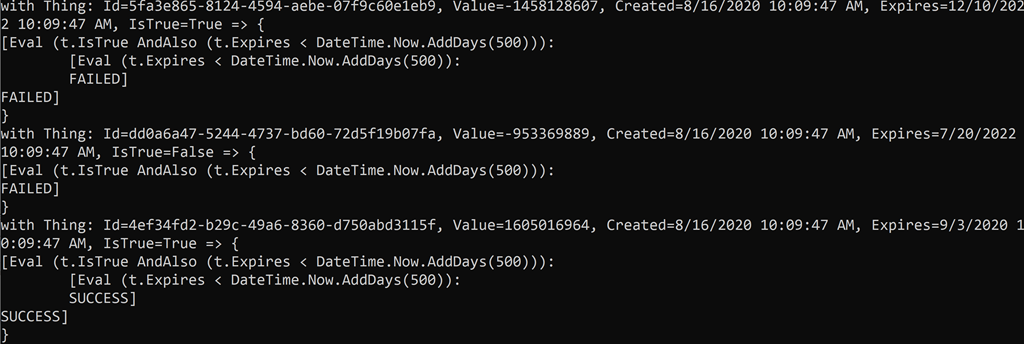 with Thing: Id=5fa3e865-8124-4594-aebe-07f9c60e1eb9, Value=-1458128607, Created=8/16/2020 10:09:47 AM, Expires=12/10/202
2 10:09:47 AM, IsTrue=True => {
[Eval (t.IsTrue AndAlso (t.Expires < DateTime.Now.AddDays(500))):
        [Eval (t.Expires < DateTime.Now.AddDays(500)):
        FAILED]
FAILED]
}
with Thing: Id=dd0a6a47-5244-4737-bd60-72d5f19b07fa, Value=-953369889, Created=8/16/2020 10:09:47 AM, Expires=7/20/2022
10:09:47 AM, IsTrue=False => {
[Eval (t.IsTrue AndAlso (t.Expires < DateTime.Now.AddDays(500))):
FAILED]
}
with Thing: Id=4ef34fd2-b29c-49a6-8360-d750abd3115f, Value=1605016964, Created=8/16/2020 10:09:47 AM, Expires=9/3/2020 1
0:09:47 AM, IsTrue=True => {
[Eval (t.IsTrue AndAlso (t.Expires < DateTime.Now.AddDays(500))):
        [Eval (t.Expires < DateTime.Now.AddDays(500)):
        SUCCESS]
SUCCESS]
}